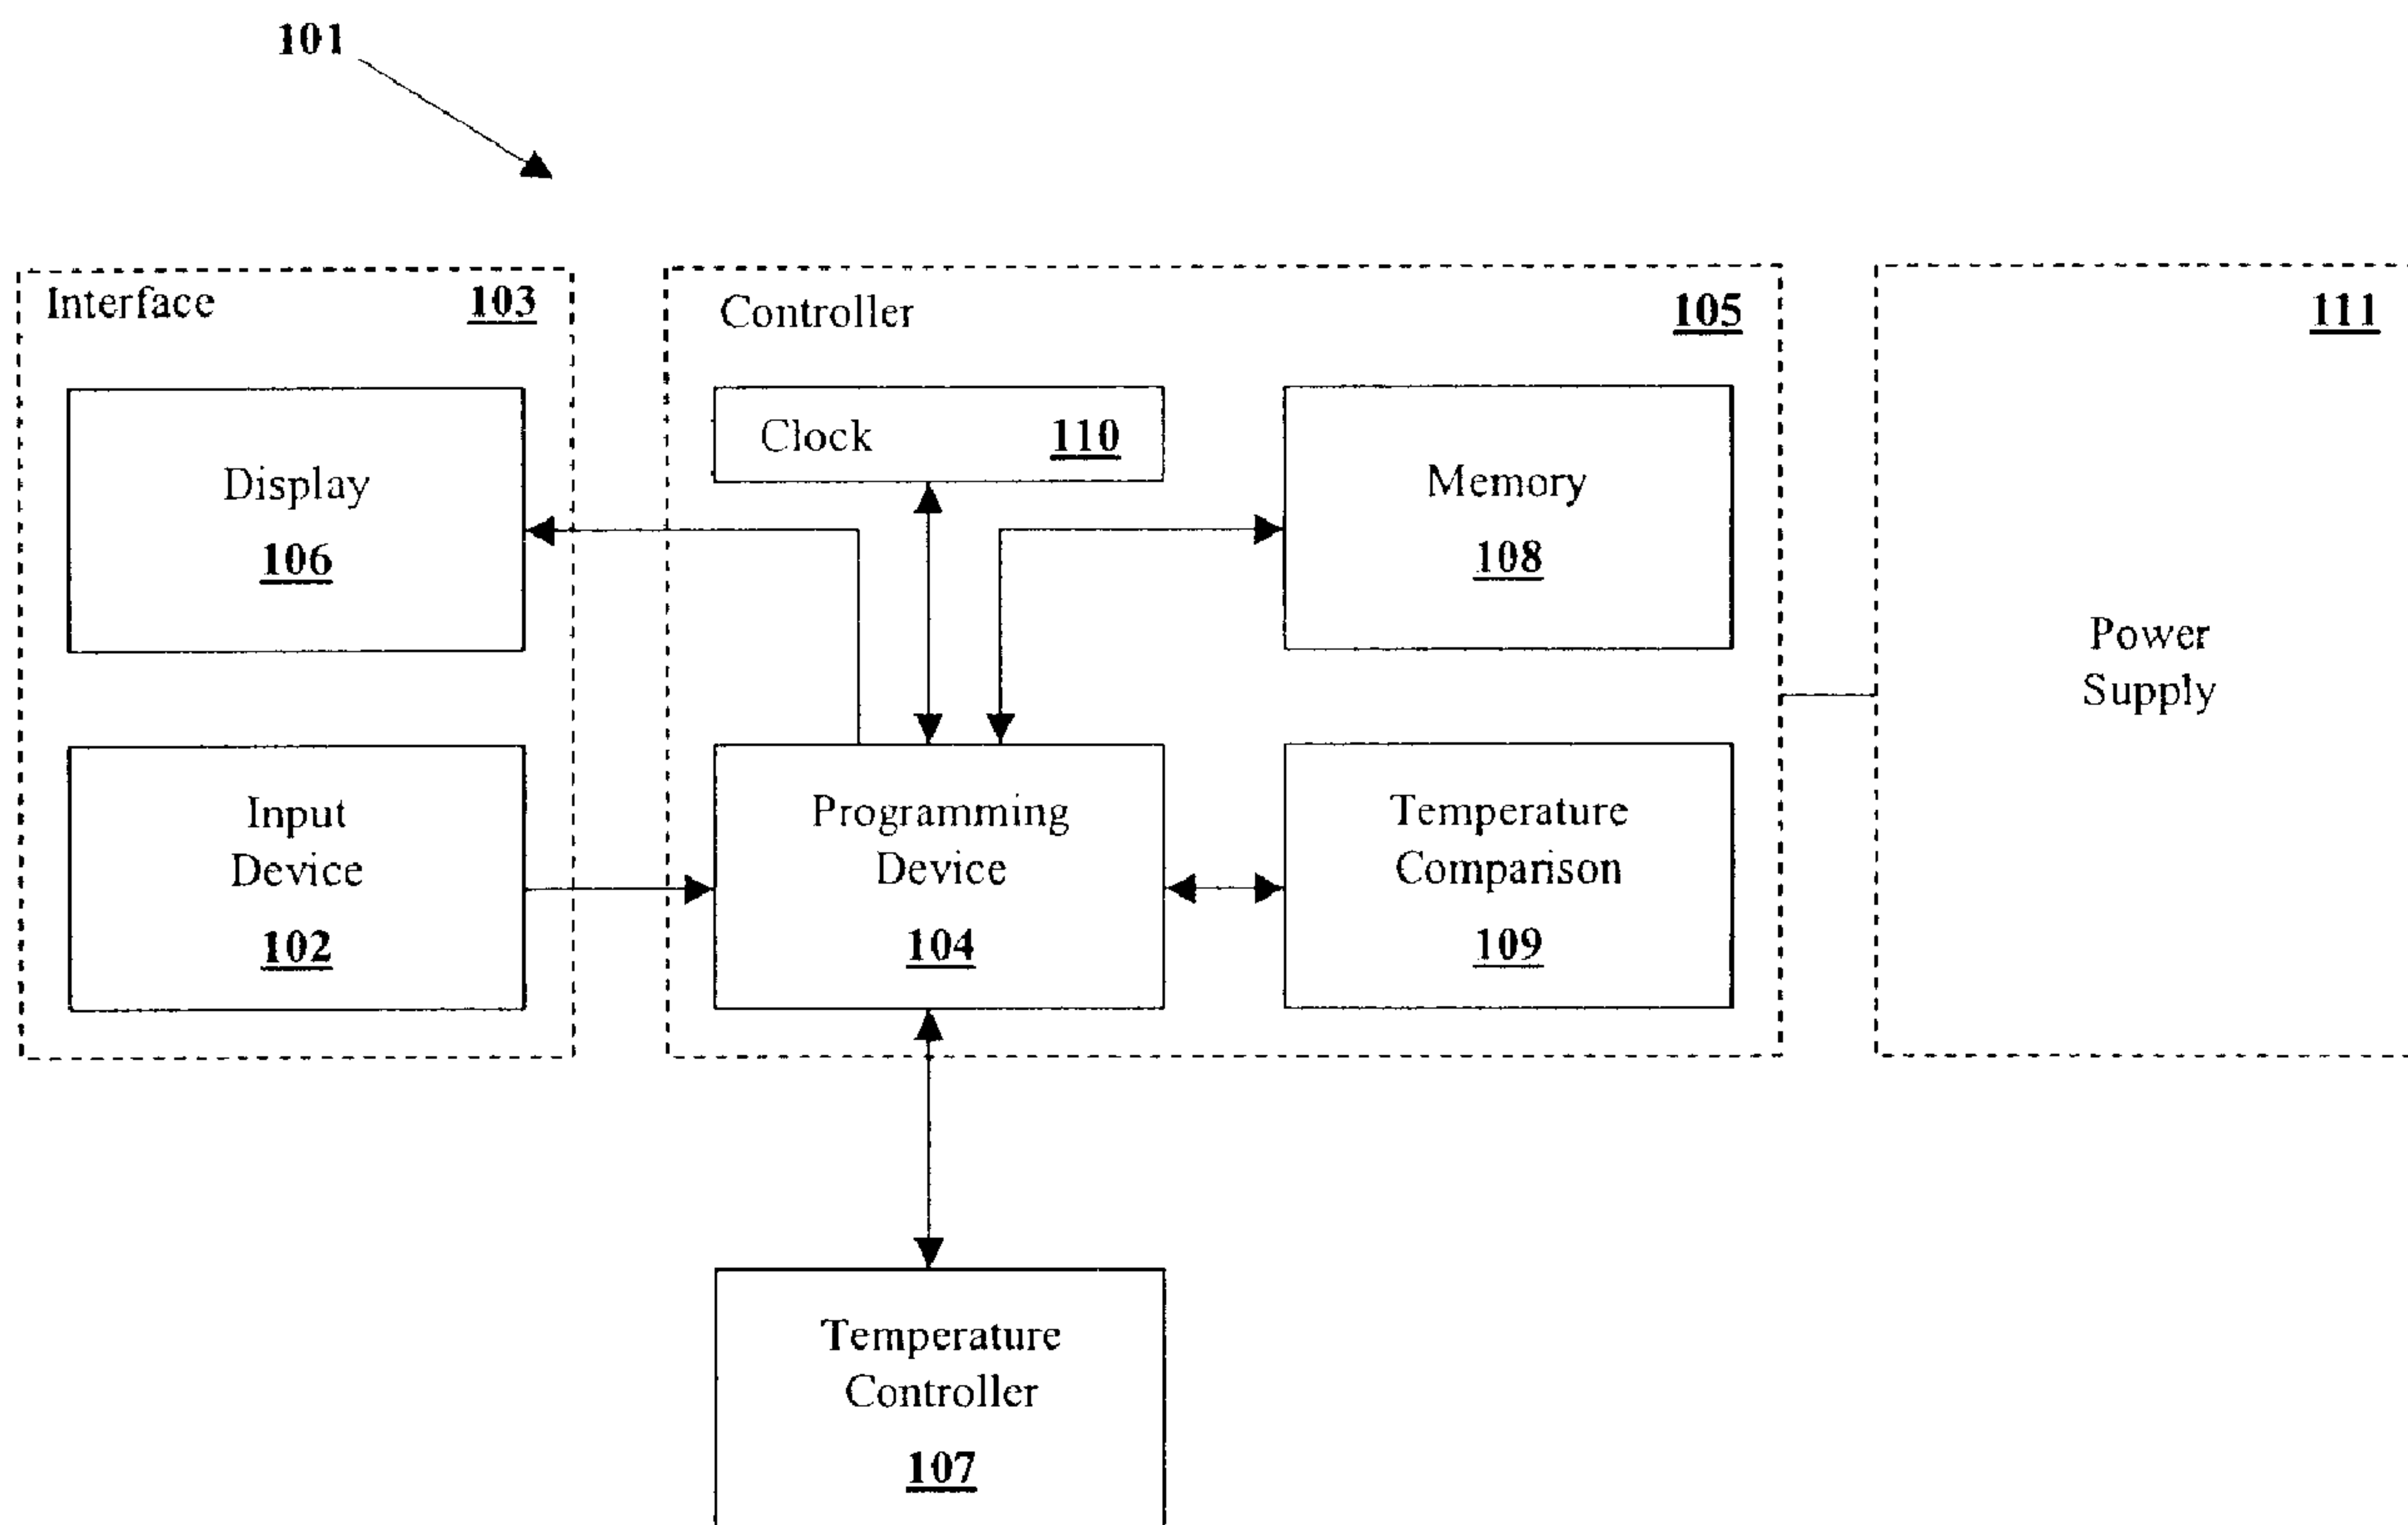 101
Interface 103
Controller 105
111
Clock 110
Display
106
Memory
108
Power
Supply
Input
Device
102
Programming
Device
104
Temperature
Comparison
109
Temperature
Controller
107